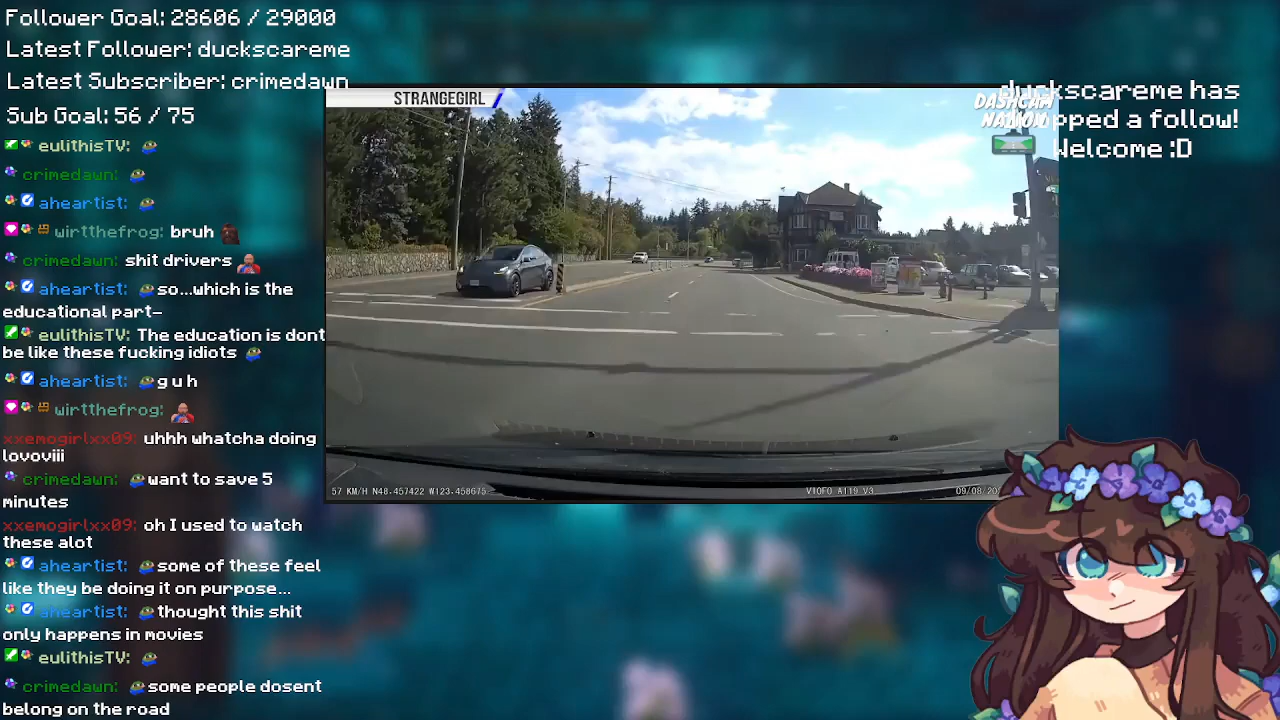 Follower Goal: 28606 / 29000
Latest Follower: duckscareme
Latest Subscriber: crimedawn
Sub Goal: 56 / 75
eulithisTV:
crimedawn:
aheartist:
wirtthefrog: bruh
crimedawn: shit drivers
aheartist: so...which is the
educational part-
eulithisTV: The education is dont
be like these fucking idiots
aheartist: g u h
wirtthefrog:
xxemogirlxx09: uhhh whatcha doing
lovoviii
crimedawn: want to save 5
minutes
xxemogirlxx09: oh I used to watch
these alot
aheartist: some of these feel
like they be doing it on purpose...
aheartist: thought this shit
only happens in movies
eulithisTV:
crimedawn: some people dosent
belong on the road
STRANGEGIRL
DASHCAM
NATION
duckscareme has
pped a follow!
Welcome :D
57 KM/H N48.457422 W123.458675
VIOFO A119 V3
09/08/20